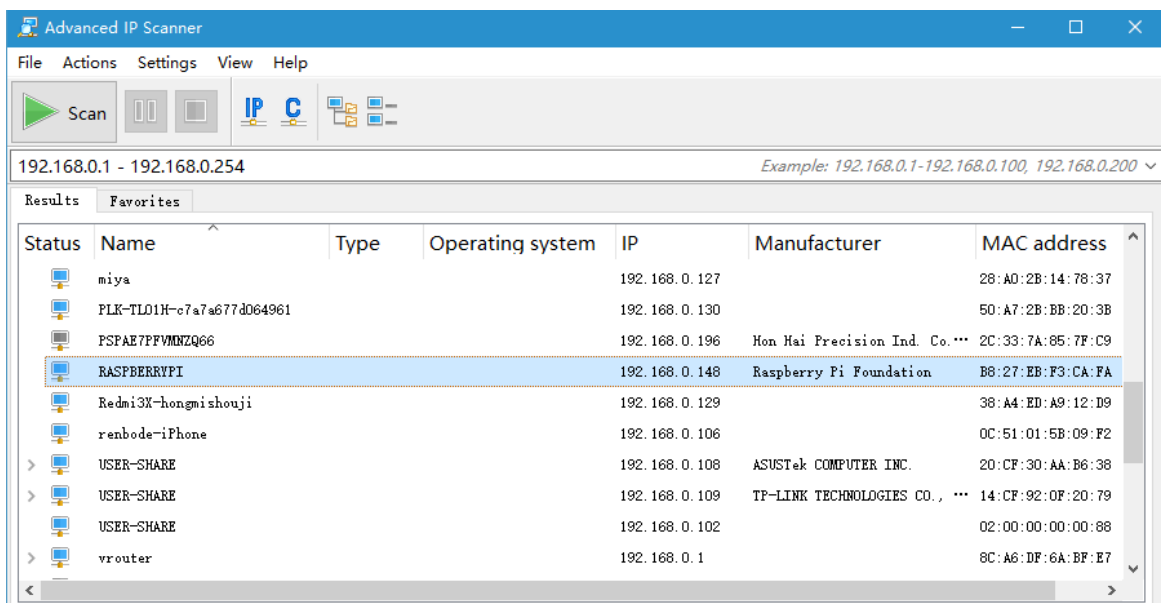 Advanced IP Scanner
File Actions Settings View Help
Scan IP C
192.168.0.1 - 192.168.0.254 Example: 192.168.0.1-192.168.0.100, 192.168.0.200
Results Favorites
Status Name Type Operating system IP Manufacturer MAC address
miya 192.168.0.127 28:A0:2B:14:78:37
PLK-TL01H-c7a7a677d064961 192.168.0.130 50:A7:2B:BB:20:3B
PSPAE7PFVMNZQ66 192.168.0.196 Hon Hai Precision Ind. Co.··· 2C:33:7A:85:7F:C9
RASPBERRYPI 192.168.0.148 Raspberry Pi Foundation B8:27:EB:F3:CA:FA
Redmi3X-hongmishouji 192.168.0.129 38:A4:ED:A9:12:D9
renbode-iPhone 192.168.0.106 0C:51:01:5B:09:F2
USER-SHARE 192.168.0.108 ASUSTek COMPUTER INC. 20:CF:30:AA:B6:38
USER-SHARE 192.168.0.109 TP-LINK TECHNOLOGIES CO., ··· 14:CF:92:0F:20:79
USER-SHARE 192.168.0.102 02:00:00:00:00:88
vrouter 192.168.0.1 8C:A6:DF:6A:BF:E7